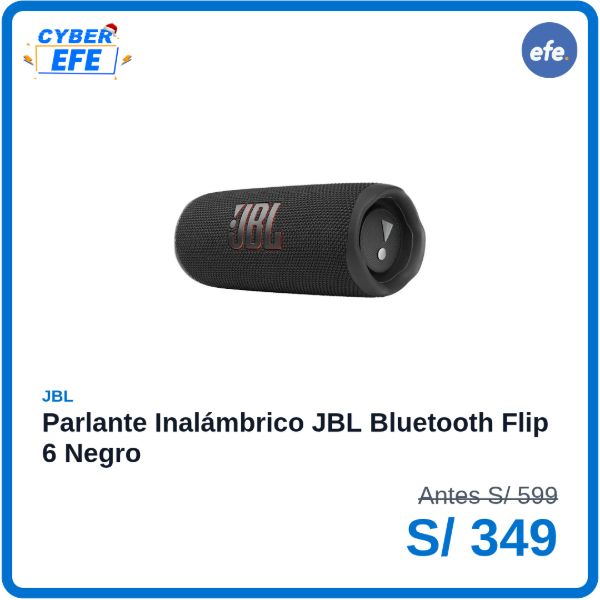 CYBER
EFE
efe.
JBL
JBL
Parlante Inalámbrico JBL Bluetooth Flip
6 Negro
Antes S/ 599
S/ 349